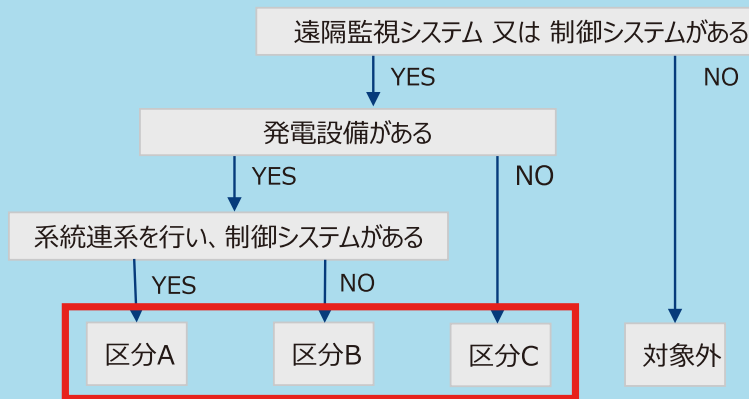 遠隔監視システム 又は 制御システムがある
YES
NO
発電設備がある
YES
NO
系統連系を行い、制御システムがある
YES
NO
区分A
区分B
区分C
対象外